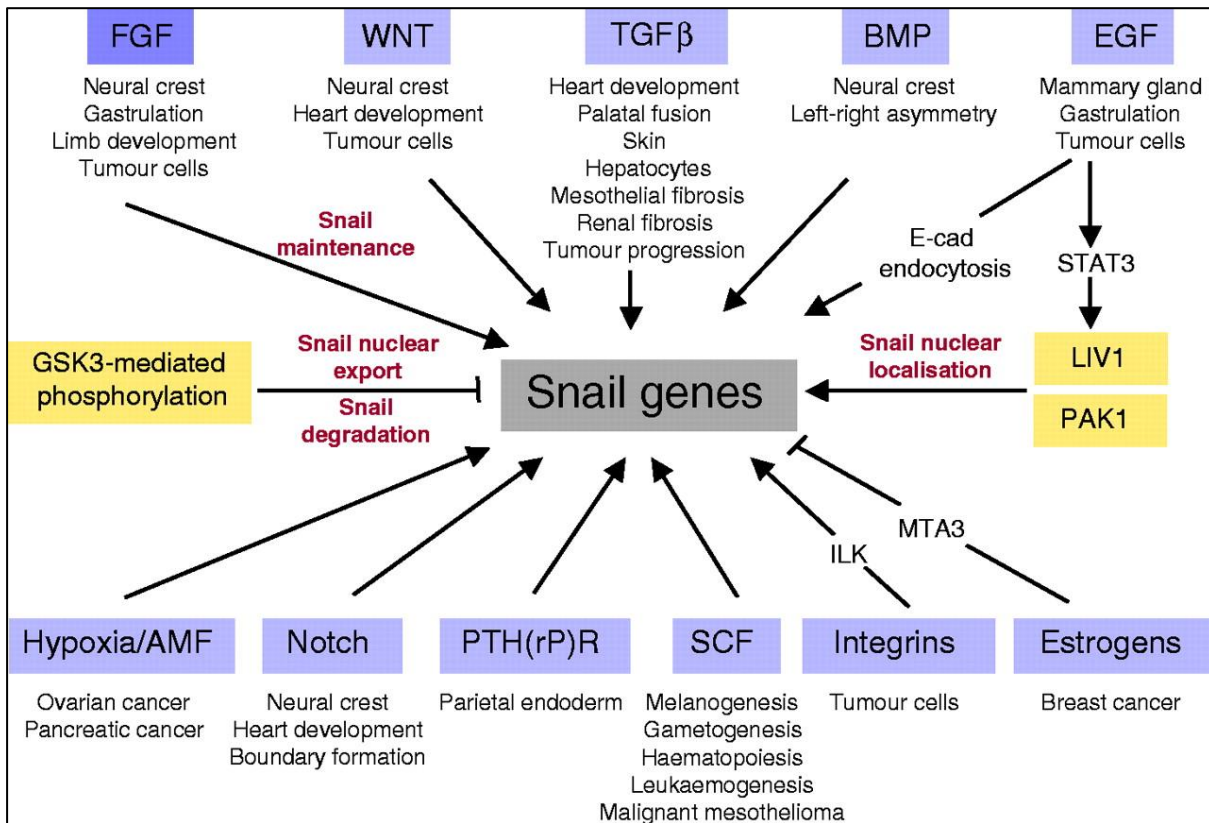 FGF
Neural crest
Gastrulation
Limb development
Tumour cells
WNT
Neural crest
Heart development
Tumour cells
TGFβ
Heart development
Palatal fusion
Skin
Hepatocytes
Mesothelial fibrosis
Renal fibrosis
Tumour progression
BMP
Neural crest
Left-right asymmetry
EGF
Mammary gland
Gastrulation
Tumour cells
Snail
maintenance
E-cad
endocytosis
STAT3
GSK3-mediated
phosphorylation
Snail nuclear
export
Snail
degradation
Snail genes
Snail nuclear
localisation
LIV1
PAK1
ILK
MTA3
Hypoxia/AMF
Ovarian cancer
Pancreatic cancer
Notch
Neural crest
Heart development
Boundary formation
PTH(rP)R
Parietal endoderm
SCF
Melanogenesis
Gametogenesis
Haematopoiesis
Leukaemogenesis
Malignant mesothelioma
Integrins
Tumour cells
Estrogens
Breast cancer